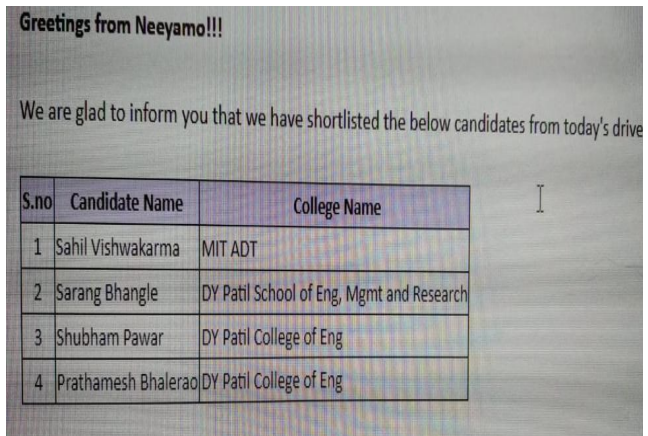 Greetings from Neeyamo!!!
We are glad to inform you that we have shortlisted the below candidates from today's drive
S.no Candidate Name College Name
1 Sahil Vishwakarma MIT ADT
2 Sarang Bhangle DY Patil School of Eng, Mgmt and Research
3 Shubham Pawar DY Patil College of Eng
4 Prathamesh Bhalerao DY Patil College of Eng